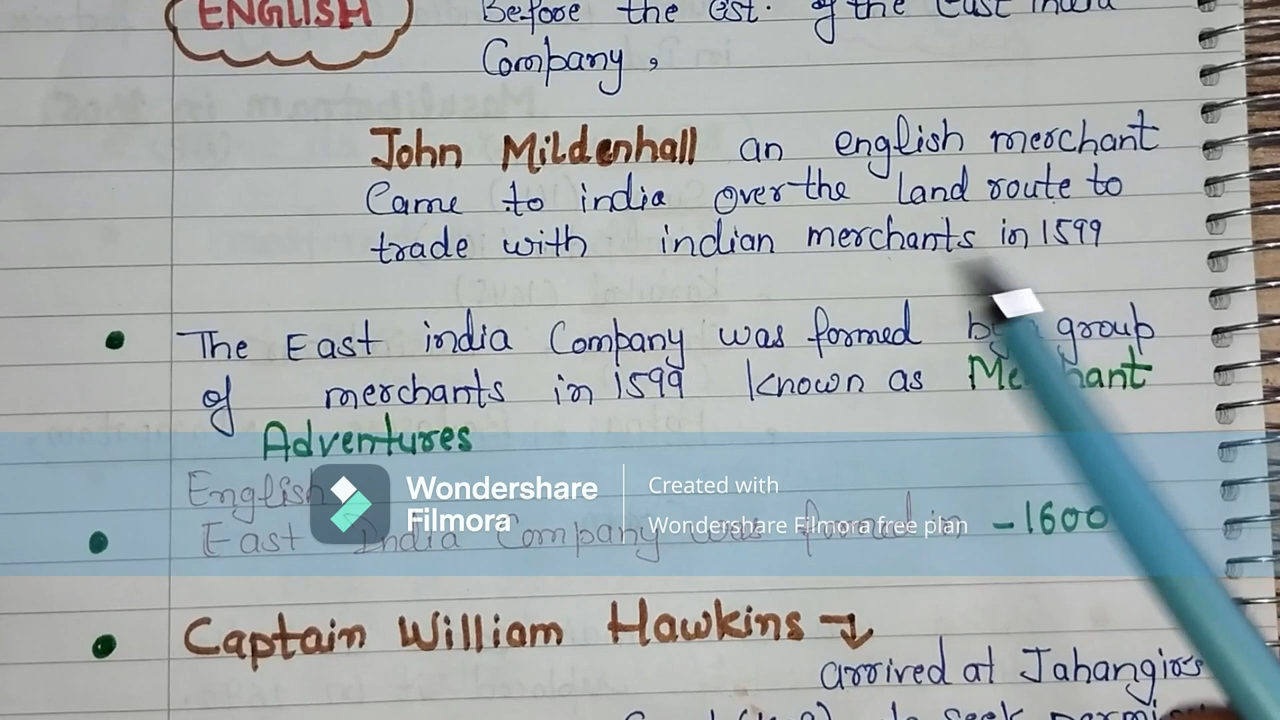 ENGLISH
Before the est. of the East India
Company,
John Mildenhall an english merchant
Came to india over the land route to
trade with indian merchants in 1599
The East india Company was formed by group
of merchants in 1599 known as Merchant
Adventures
English
East India Company was formed in - 1600
Wondershare
Filmora
Created with
Wondershare Filmora free plan
Captain William Hawkins →
arrived at Jahangir's
to seek